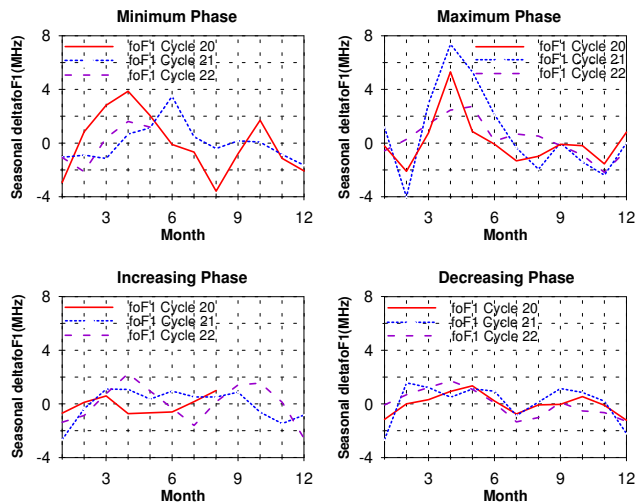 Minimum Phase
Seasonal deltafoF1(MHz)
8
4
0
-4
foF1 Cycle 20
foF1 Cycle 21
foF1 Cycle 22
3 6 9 12
Month
Maximum Phase
Seasonal deltafoF1(MHz)
8
4
0
-4
foF1 Cycle 20
foF1 Cycle 21
foF1 Cycle 22
3 6 9 12
Month
Increasing Phase
Seasonal deltafoF1(MHz)
8
4
0
-4
foF1 Cycle 20
foF1 Cycle 21
foF1 Cycle 22
3 6 9 12
Month
Decreasing Phase
Seasonal dletafoF1(MHz)
8
4
0
-4
foF1 Cycle 20
foF1 Cycle 21
foF1 Cycle 22
3 6 9 12
Month